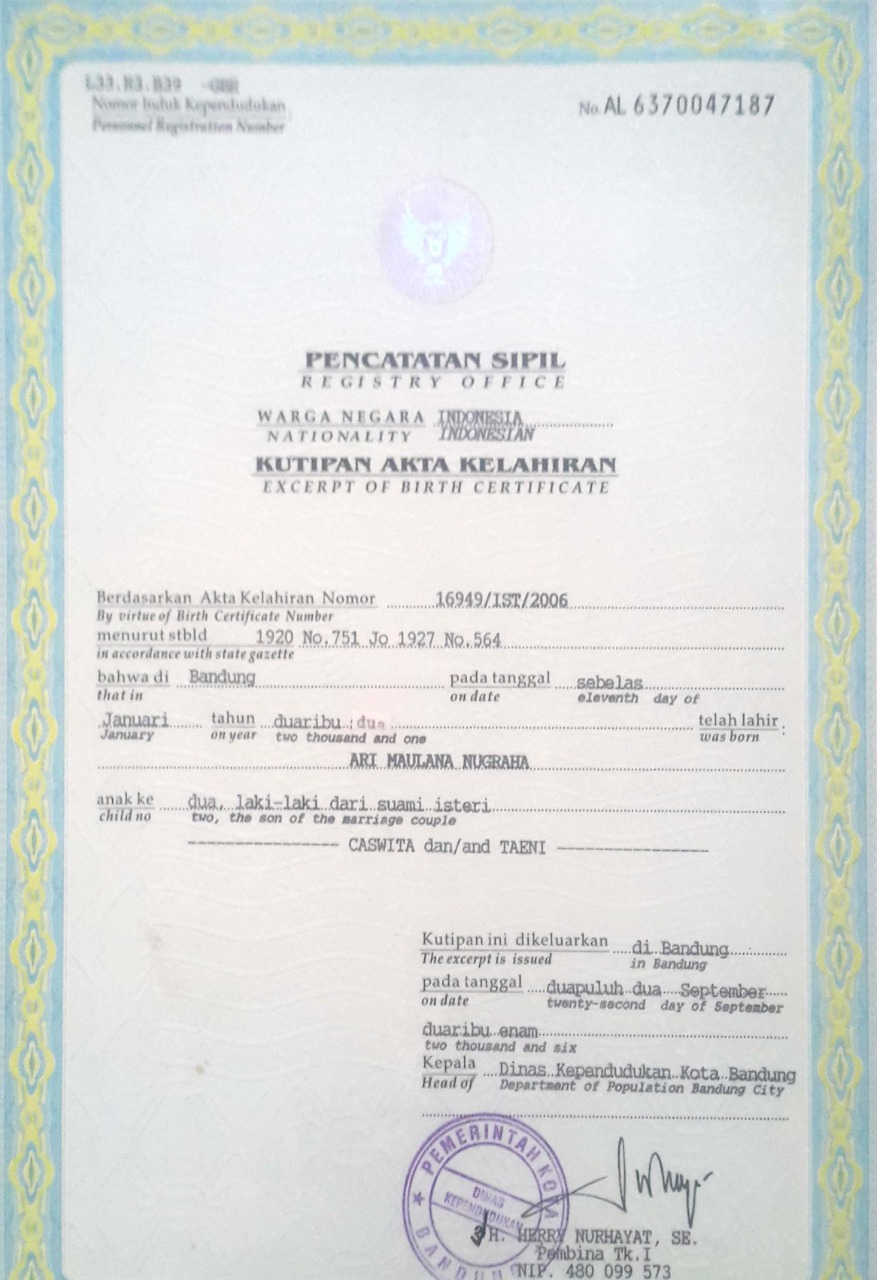 L33.B3.B39 -GBR
Nomor Induk Kependudukan
Personnel Registration Number
No. AL 6370047187
PENCATATAN SIPIL
REGISTRY OFFICE
WARGA NEGARA INDONESIA
NATIONALITY INDONESIAN
KUTIPAN AKTA KELAHIRAN
EXCERPT OF BIRTH CERTIFICATE
Berdasarkan Akta Kelahiran Nomor 16949/IST/2006
By virtue of Birth Certificate Number
menurut stbld 1920 No.751 Jo 1927 No.564
in accordance with state gazette
bahwa di Bandung pada tanggal sebelas
that in on date eleventh day of
Januari tahun duaribu dua telah lahir :
January on year two thousand and one was born
ARI MAULANA NUGRAHA
anak ke dua, laki-laki dari suami isteri
child no two, the son of the marriage couple
CASWITA dan/and TAENI
Kutipan ini dikeluarkan di Bandung
The excerpt is issued in Bandung
pada tanggal duapuluh dua September
on date twenty-second day of September
duaribu enam
two thousand and six
Kepala Dinas Kependudukan Kota Bandung
Head of Department of Population Bandung City
PEMERINTAH KOTA
DINAS
KEPENDUDUKAN
BANDUNG
H. HERRY NURHAYAT, SE.
Pembina Tk.I
NIP. 480 099 573